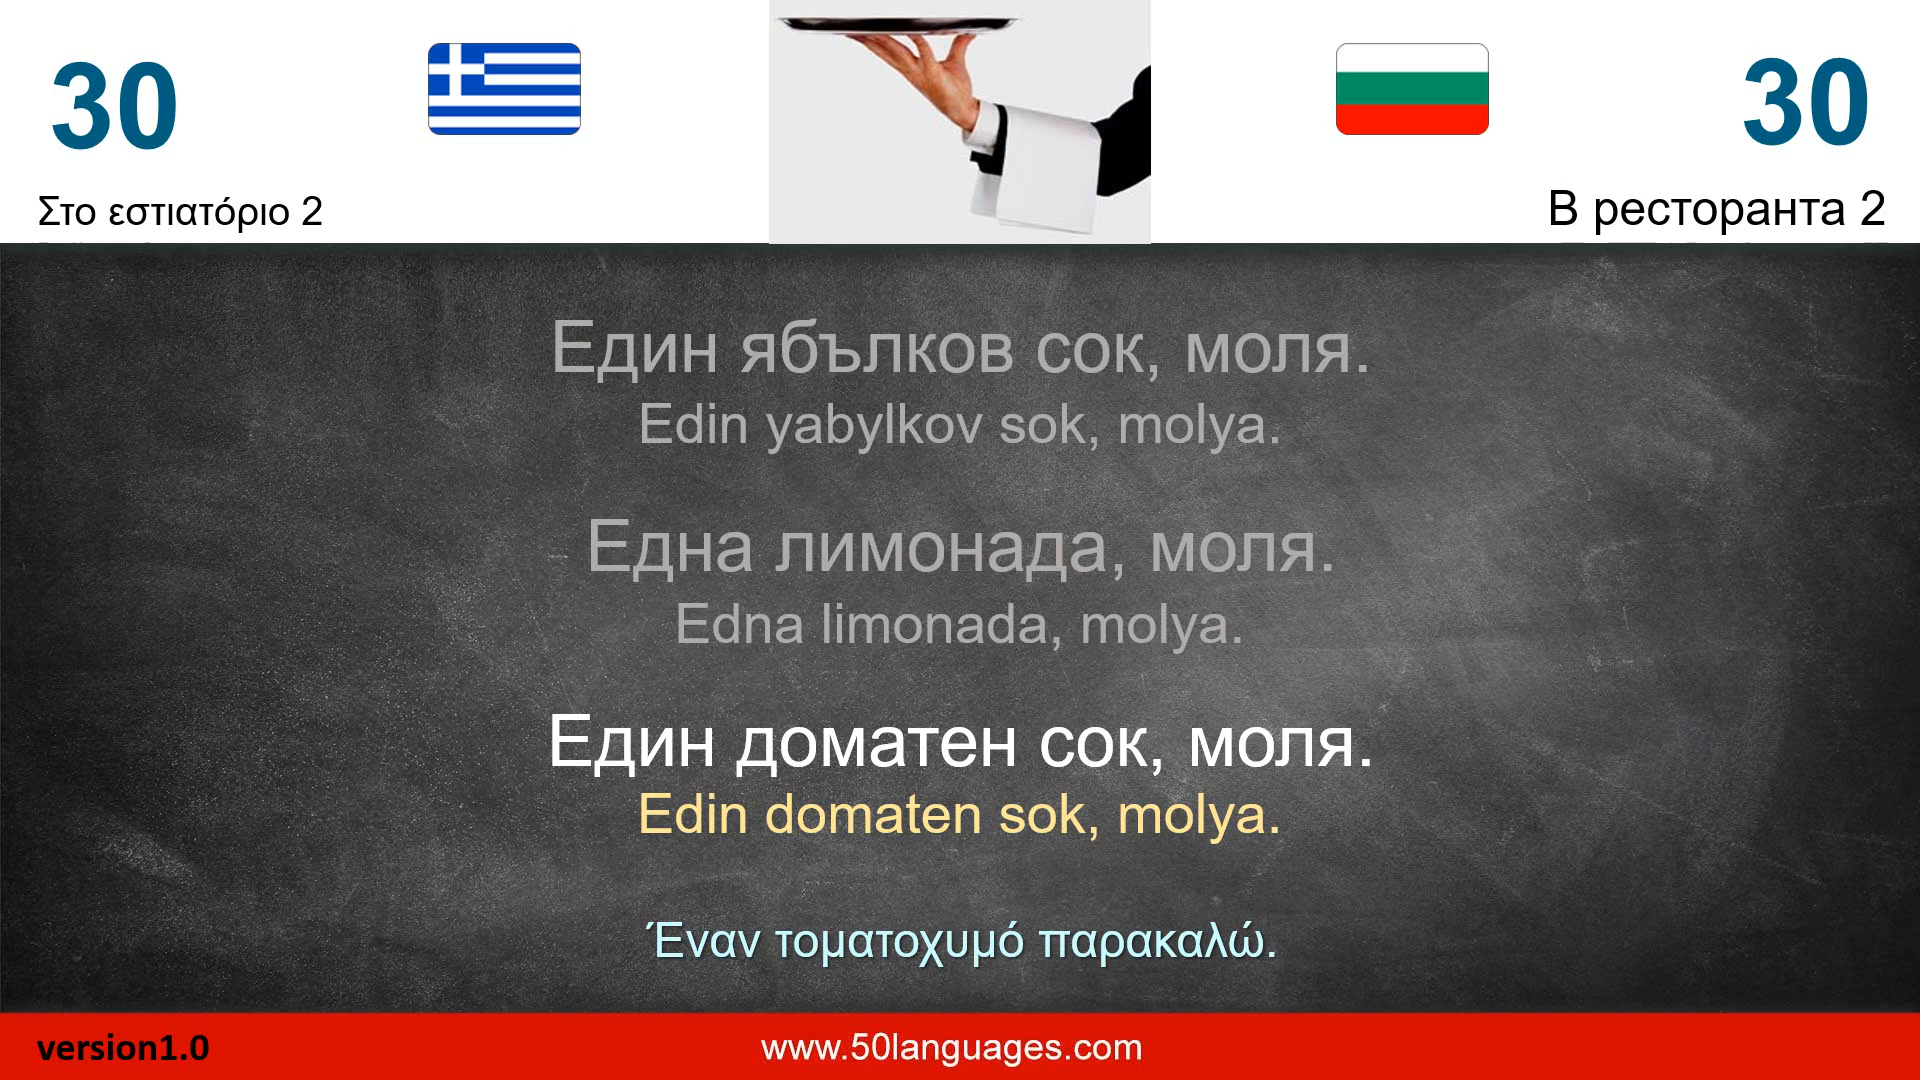 30
30
Στο εστιατόριο 2
В ресторанта 2
Един ябълков сок, моля.
Edin yabylkov sok, molya.
Една лимонада, моля.
Edna limonada, molya.
Един доматен сок, моля.
Edin domaten sok, molya.
Έναν τοματοχυμό παρακαλώ.
version1.0
www.50languages.com